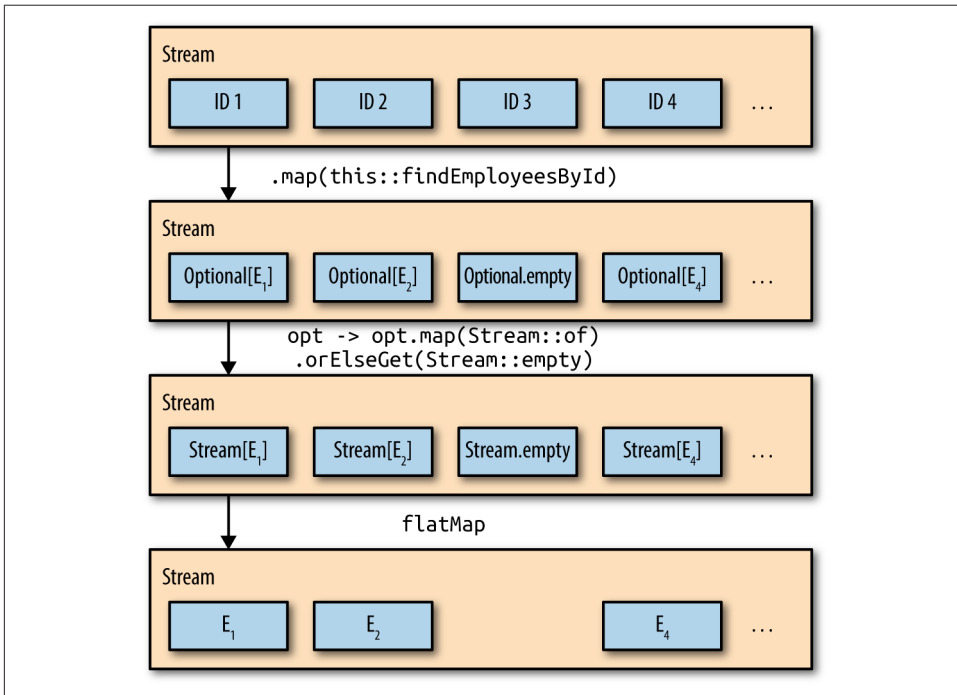 Stream
ID 1 ID 2 ID 3 ID 4 ...
.map(this::findEmployeesById)
Stream
Optional[E₁] Optional[E₂] Optional.empty Optional[E₄] ...
opt -> opt.map(Stream::of)
.orElseGet(Stream::empty)
Stream
Stream[E₁] Stream[E₂] Stream.empty Stream[E₄] ...
flatMap
Stream
E₁ E₂ E₄ ...